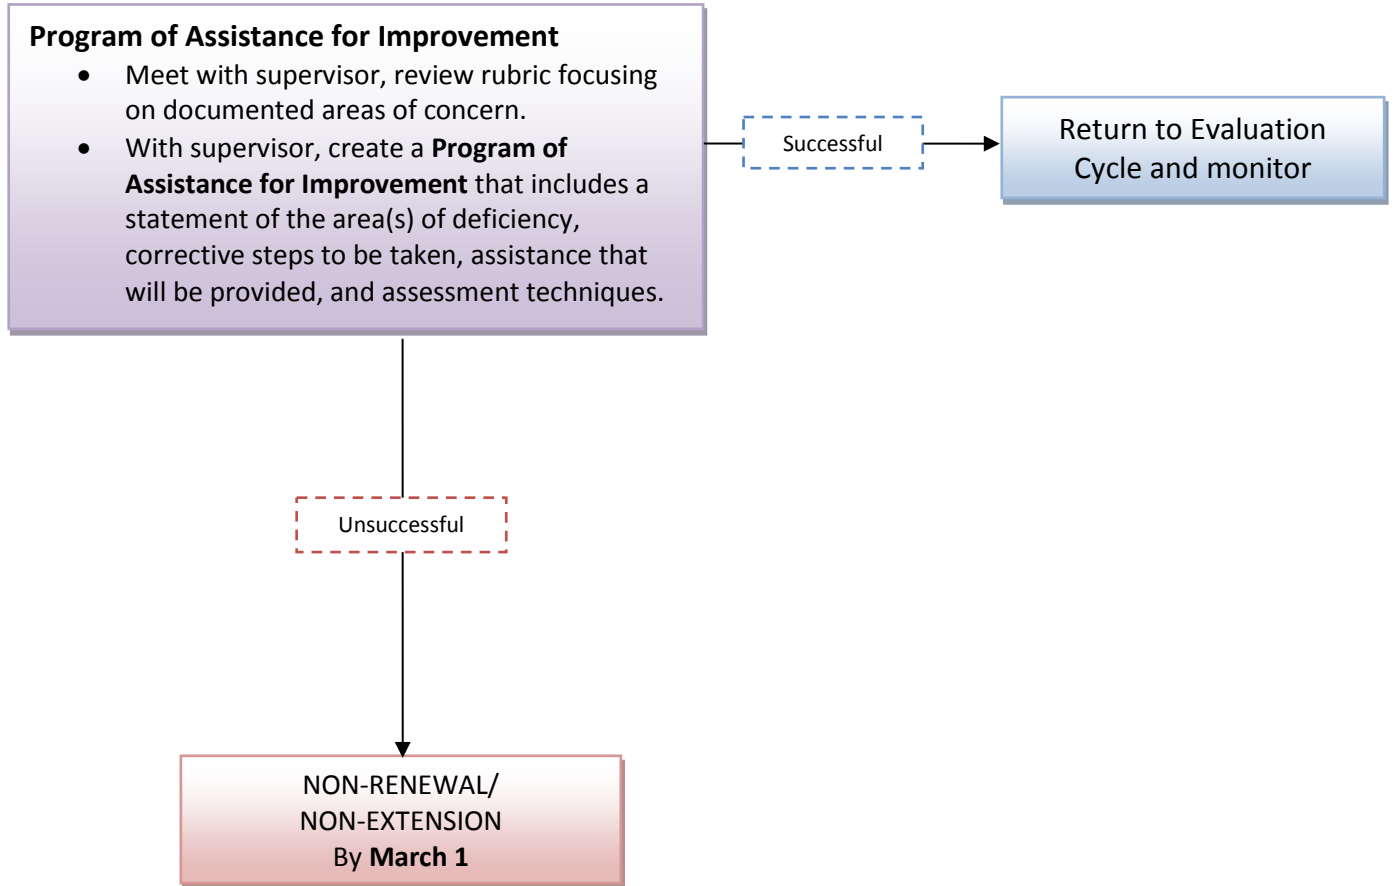 Program of Assistance for Improvement
• Meet with supervisor, review rubric focusing
on documented areas of concern.
• With supervisor, create a Program of
Assistance for Improvement that includes a
statement of the area(s) of deficiency,
corrective steps to be taken, assistance that
will be provided, and assessment techniques.
Successful
Return to Evaluation
Cycle and monitor
Unsuccessful
NON-RENEWAL/
NON-EXTENSION
By March 1